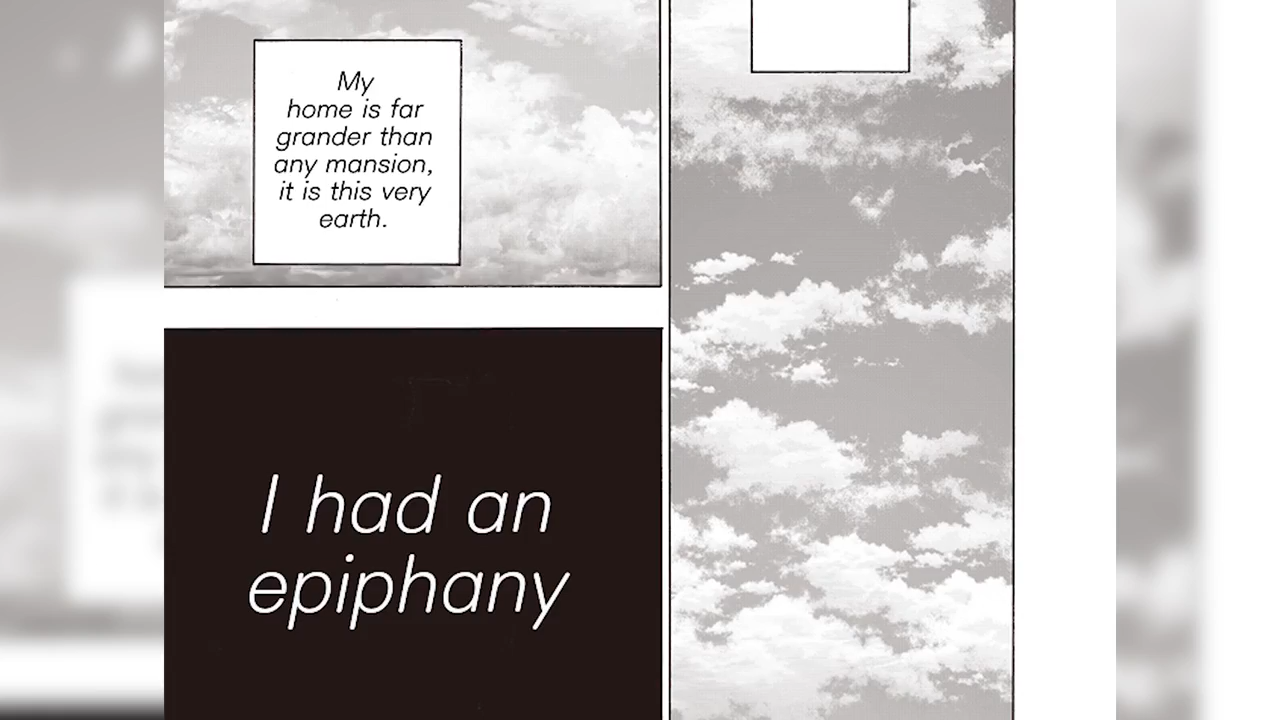 My
home is far
grander than
any mansion,
it is this very
earth.
I had an
epiphany